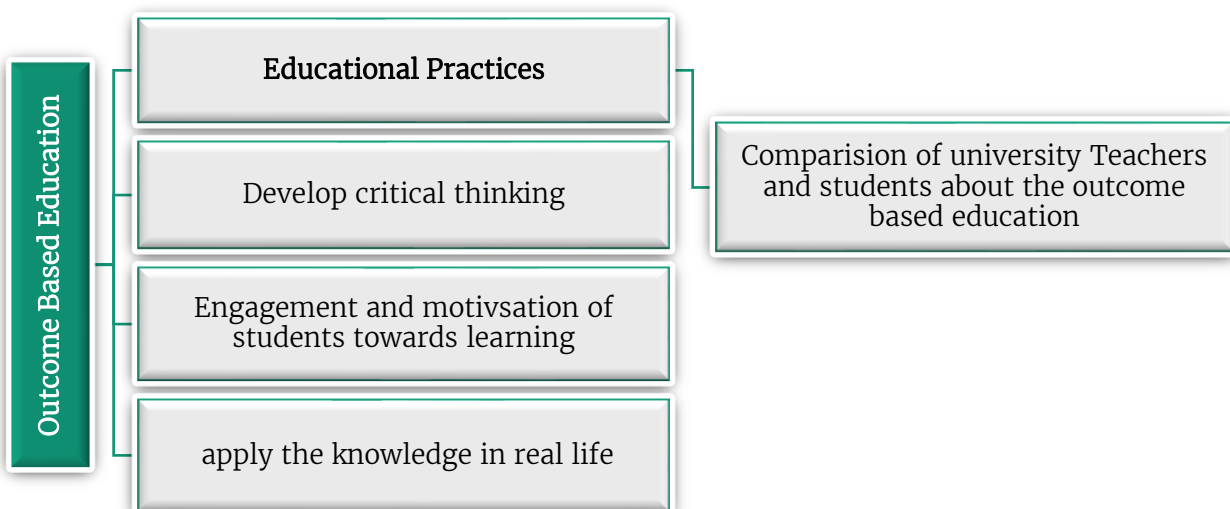 Outcome Based Education
Educational Practices
Develop critical thinking
Engagement and motivsation of
students towards learning
apply the knowledge in real life
Comparision of university Teachers
and students about the outcome
based education